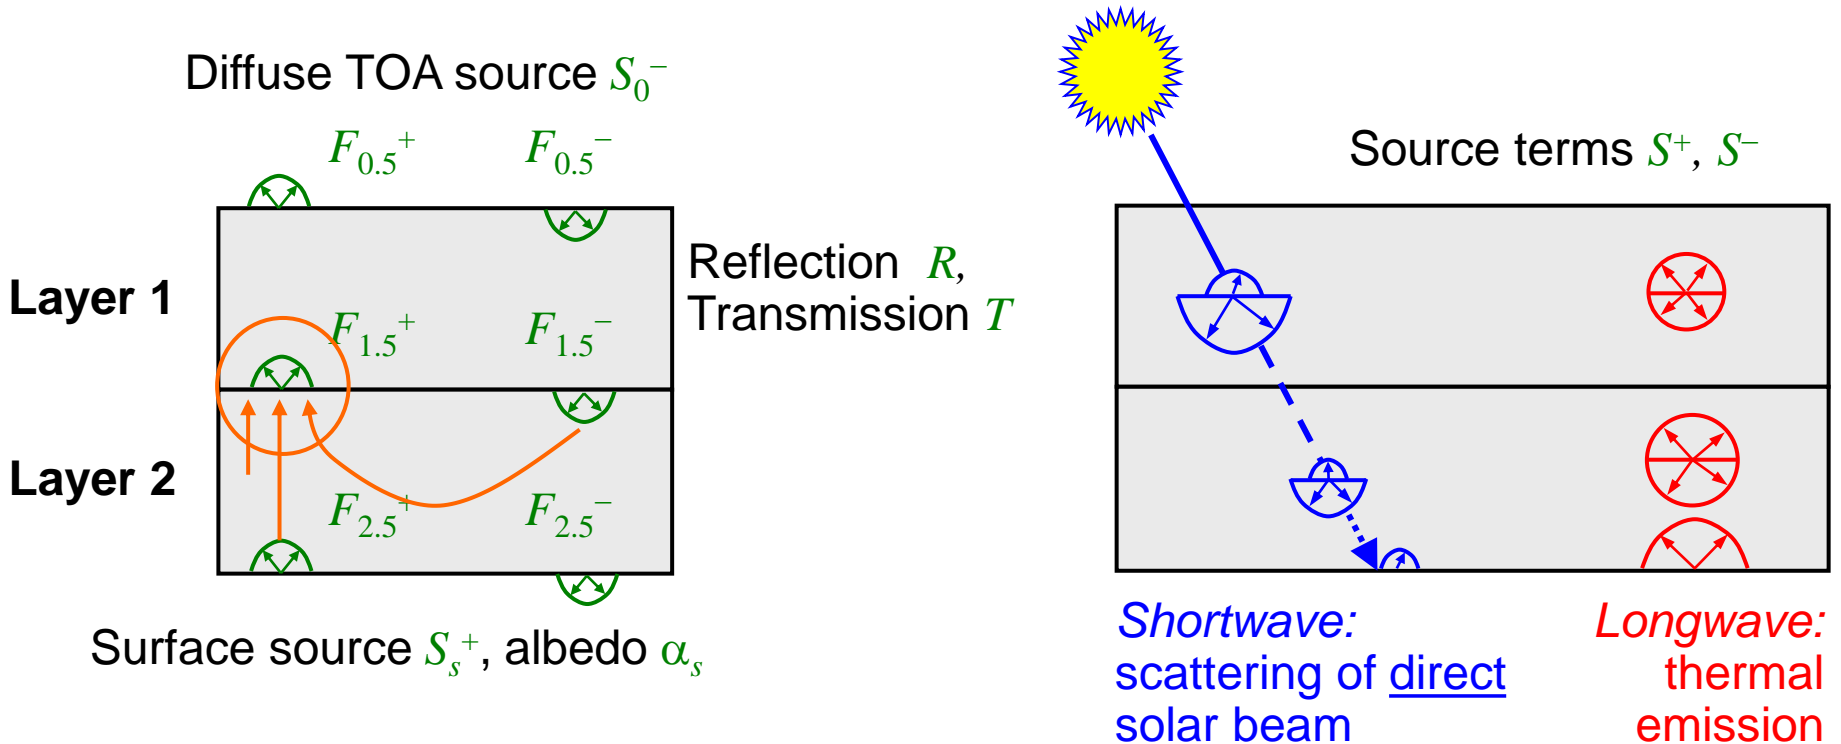 Diffuse TOA source S₀⁻
F₀.₅⁺ F₀.₅⁻
Layer 1
Reflection R,
Transmission T
F₁.₅⁺ F₁.₅⁻
Layer 2
F₂.₅⁺ F₂.₅⁻
Surface source Sₛ⁺, albedo αₛ
Source terms S⁺, S⁻
Shortwave:
scattering of direct
solar beam
Longwave:
thermal
emission